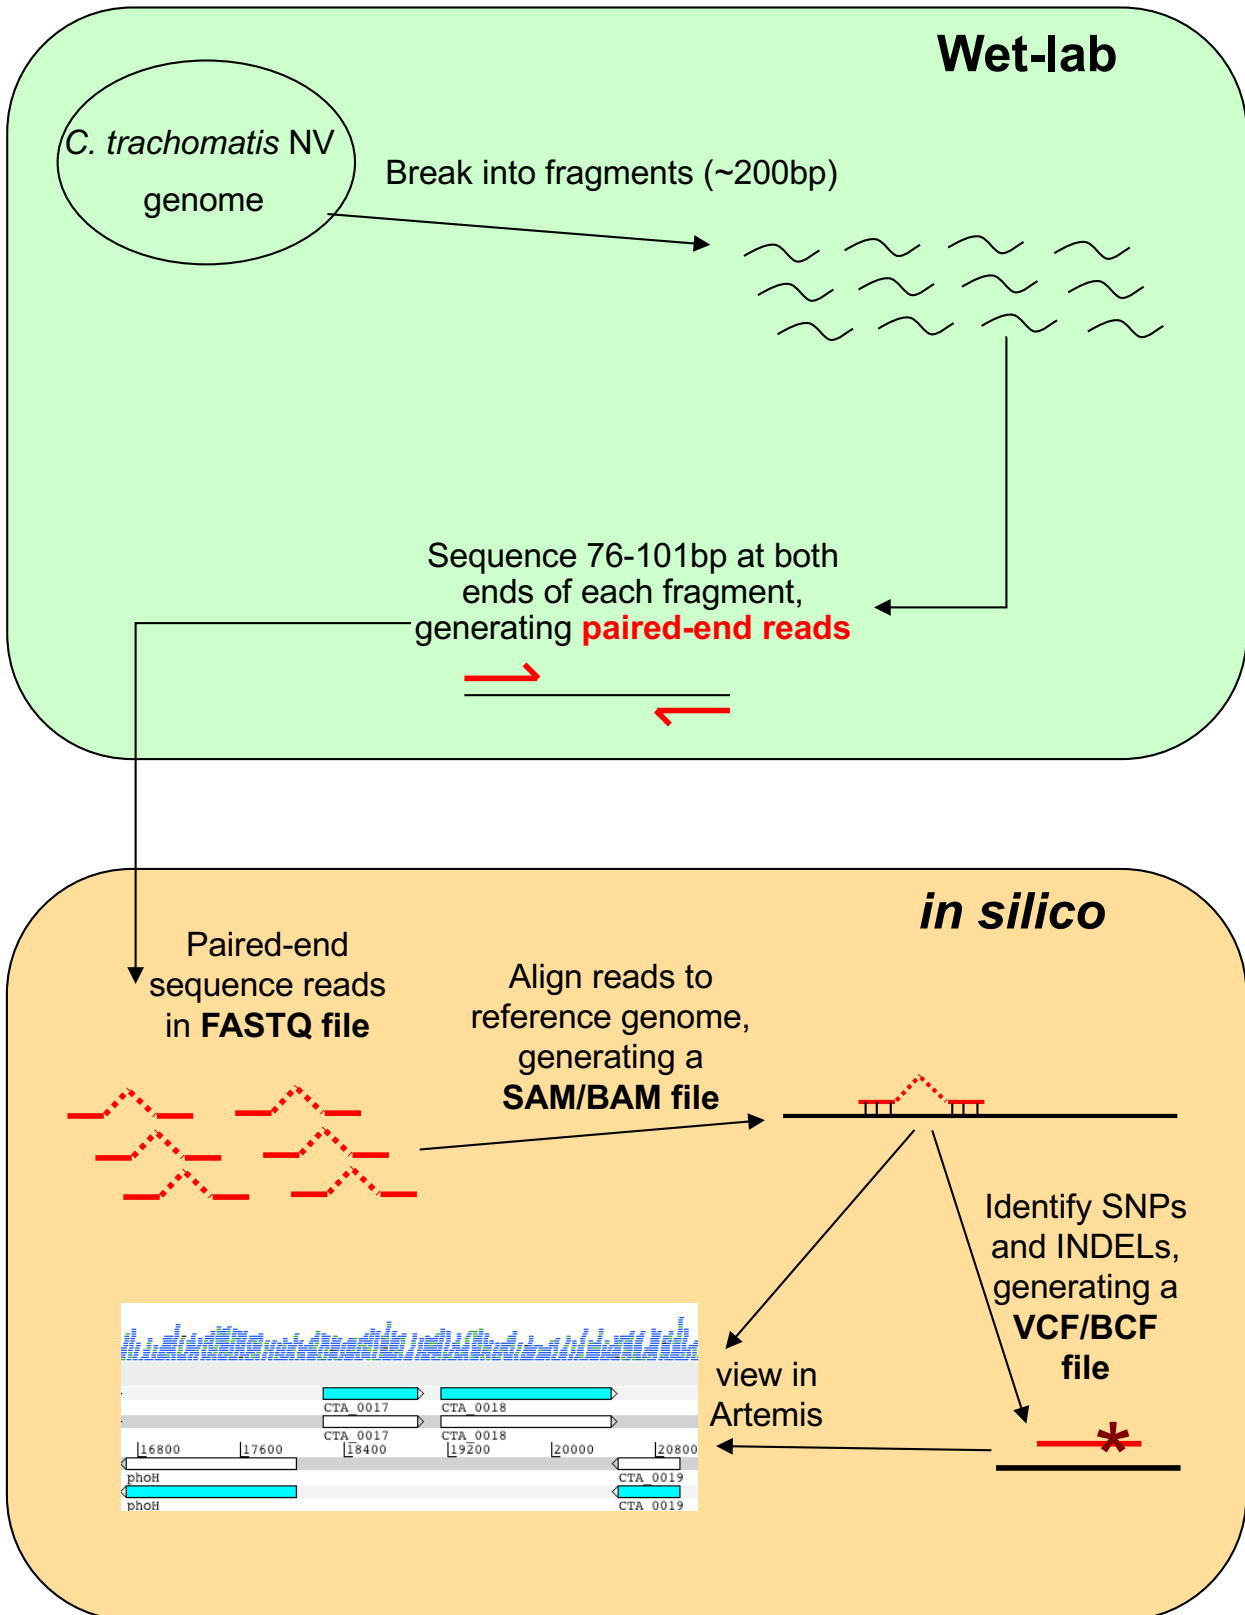 Wet-lab
C. trachomatis NV
genome
Break into fragments (~200bp)
Sequence 76-101bp at both
ends of each fragment,
generating paired-end reads
in silico
Paired-end
sequence reads
in FASTQ file
Align reads to
reference genome,
generating a
SAM/BAM file
Identify SNPs
and INDELs,
generating a
VCF/BCF
file
view in
Artemis
CTA_0017 CTA_0018
CTA_0017 CTA_0018
16800 17600 18400 19200 20000 20800
phoH CTA_0019
phoH CTA_0019
*